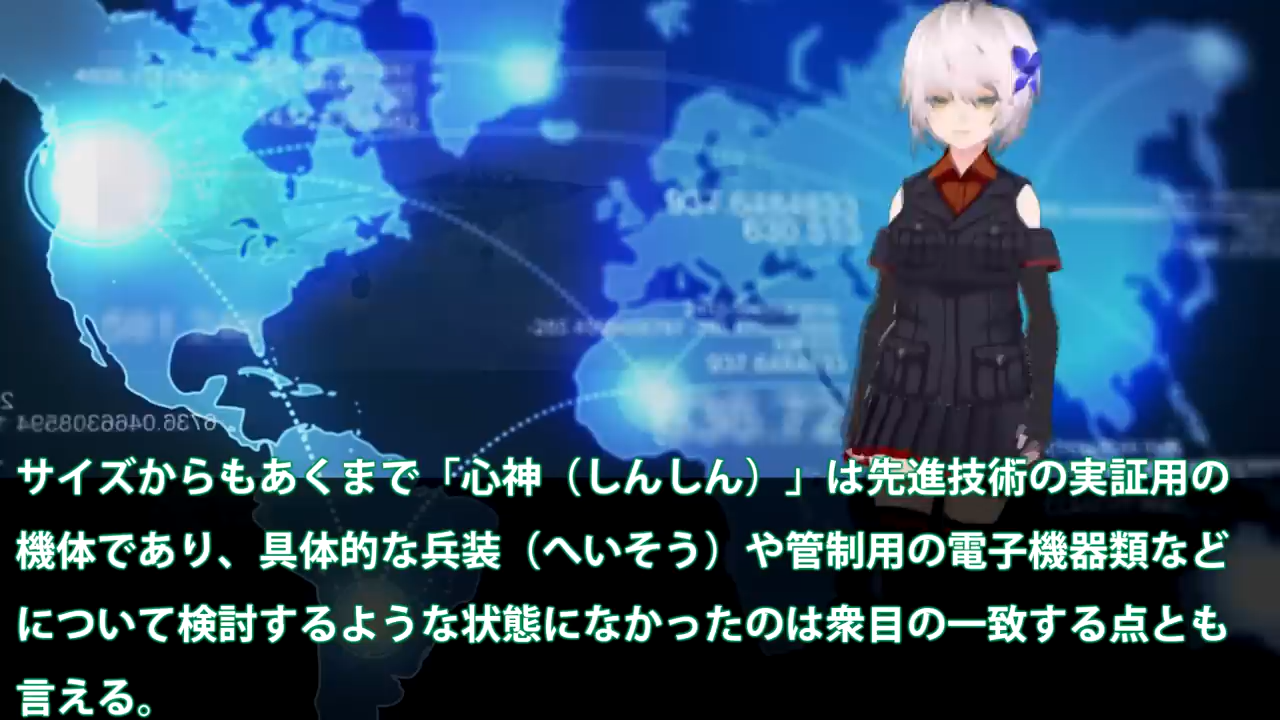 サイズからもあくまで「心神（しんしん）」は先進技術の実証用の
機体であり、具体的な兵装（へいそう）や管制用の電子機器類など
について検討するような状態になかったのは衆目の一致する点とも
言える。